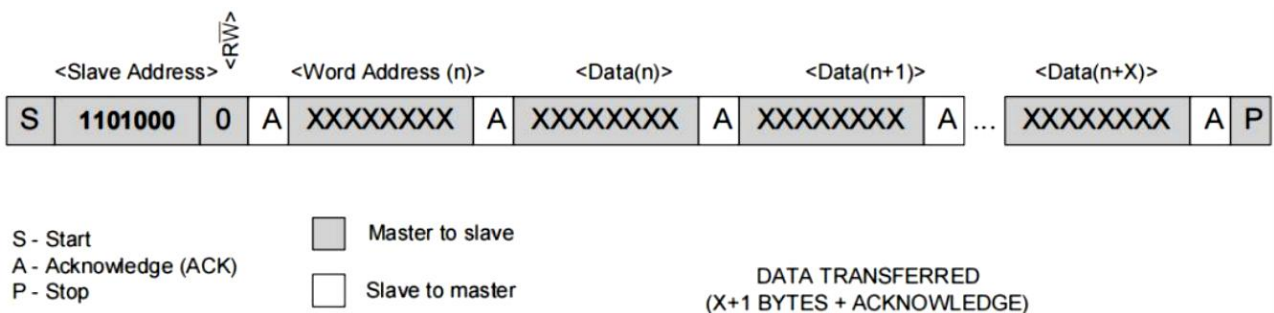 <RW>
<Slave Address> <Word Address (n)> <Data(n)> <Data(n+1)> <Data(n+X)>
S 1101000 0 A XXXXXXXX A XXXXXXXX A XXXXXXXX A ... XXXXXXXX A P
S - Start
A - Acknowledge (ACK)
P - Stop
Master to slave
Slave to master
DATA TRANSFERRED
(X+1 BYTES + ACKNOWLEDGE)